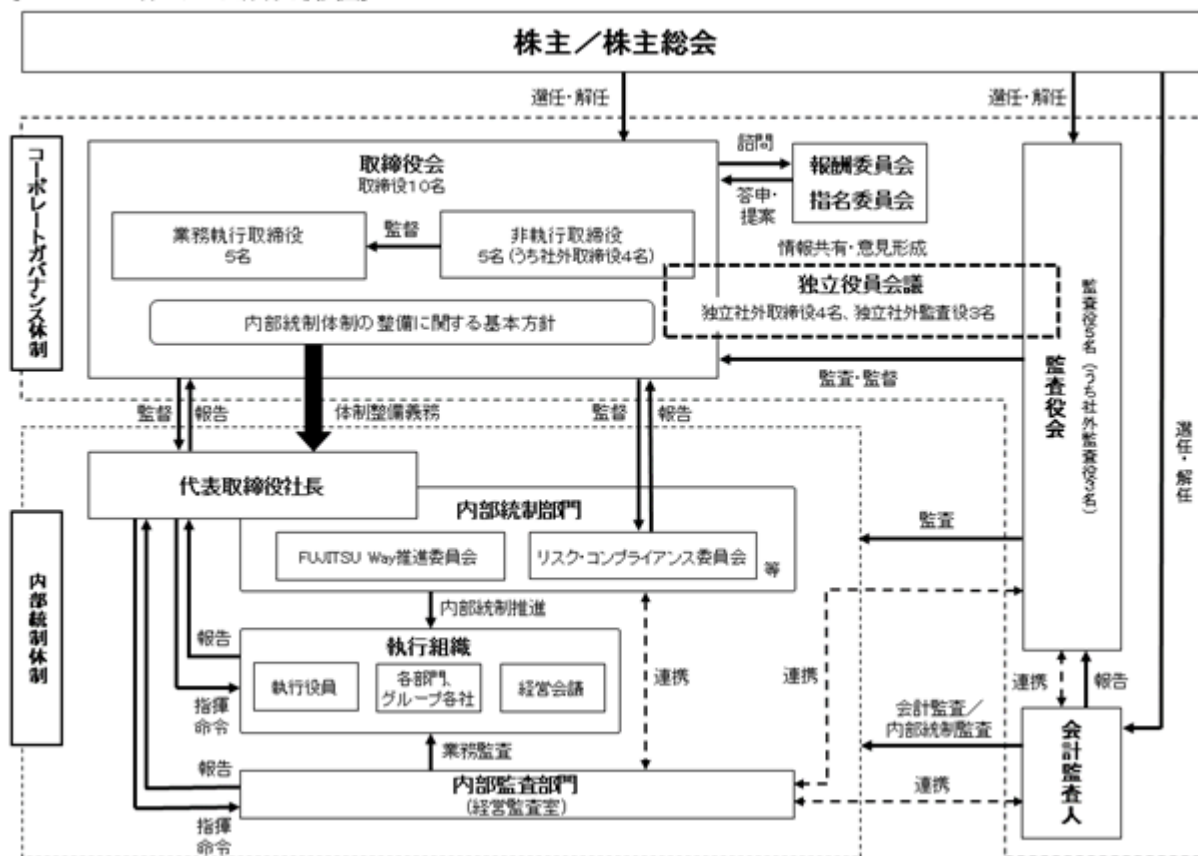 株主／株主総会
選任・解任
選任・解任
コーポレートガバナンス体制
取締役会
取締役10名
諮問
答申・
提案
報酬委員会
指名委員会
業務執行取締役
5名
監督
非執行取締役
5名（うち社外取締役4名）
情報共有・意見形成
独立役員会議
独立社外取締役4名、独立社外監査役3名
内部統制体制の整備に関する基本方針
監査・監督
監査役会
監査役5名（うち社外監査役3名）
選任・解任
監督
報告
体制整備義務
監督
報告
内部統制体制
代表取締役社長
内部統制部門
FUJITSU Way推進委員会
リスク・コンプライアンス委員会
等
監査
内部統制推進
報告
執行組織
執行役員
各部門、
グループ各社
経営会議
指揮
命令
連携
連携
連携
報告
会計監査／
内部統制監査
会計監査人
業務監査
報告
内部監査部門
（経営監査室）
連携
指揮
命令